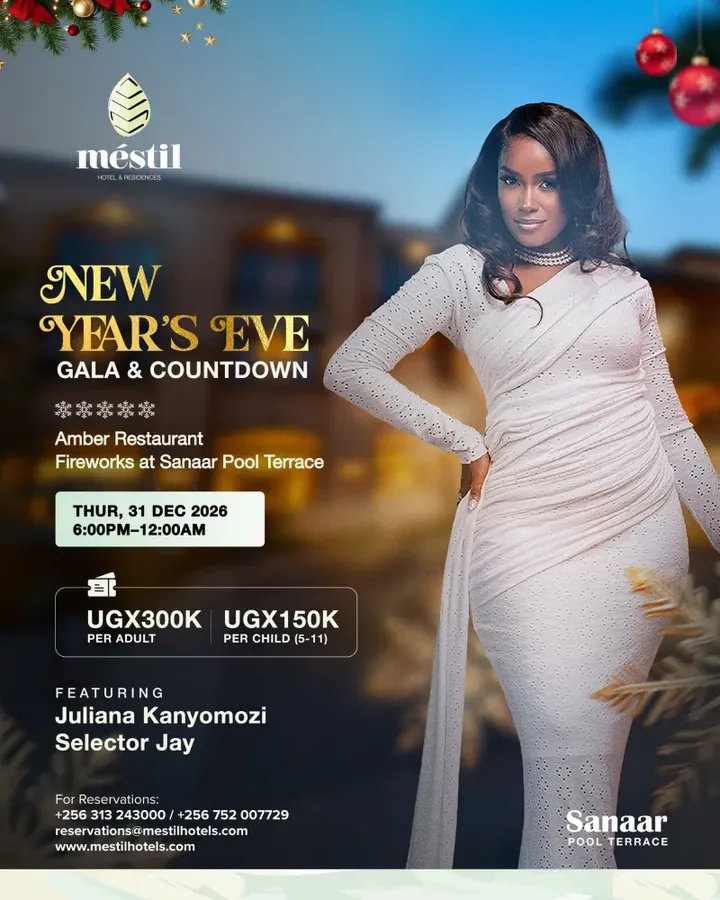 méstil
HOTEL & RESIDENCES
NEW
YEAR'S EVE
GALA & COUNTDOWN
Amber Restaurant
Fireworks at Sanaar Pool Terrace
THUR, 31 DEC 2026
6:00PM–12:00AM
UGX300K UGX150K
PER ADULT PER CHILD (5-11)
FEATURING
Juliana Kanyomozi
Selector Jay
For Reservations:
+256 313 243000 / +256 752 007729
reservations@mestilhotels.com
www.mestilhotels.com
Sanaar
POOL TERRACE